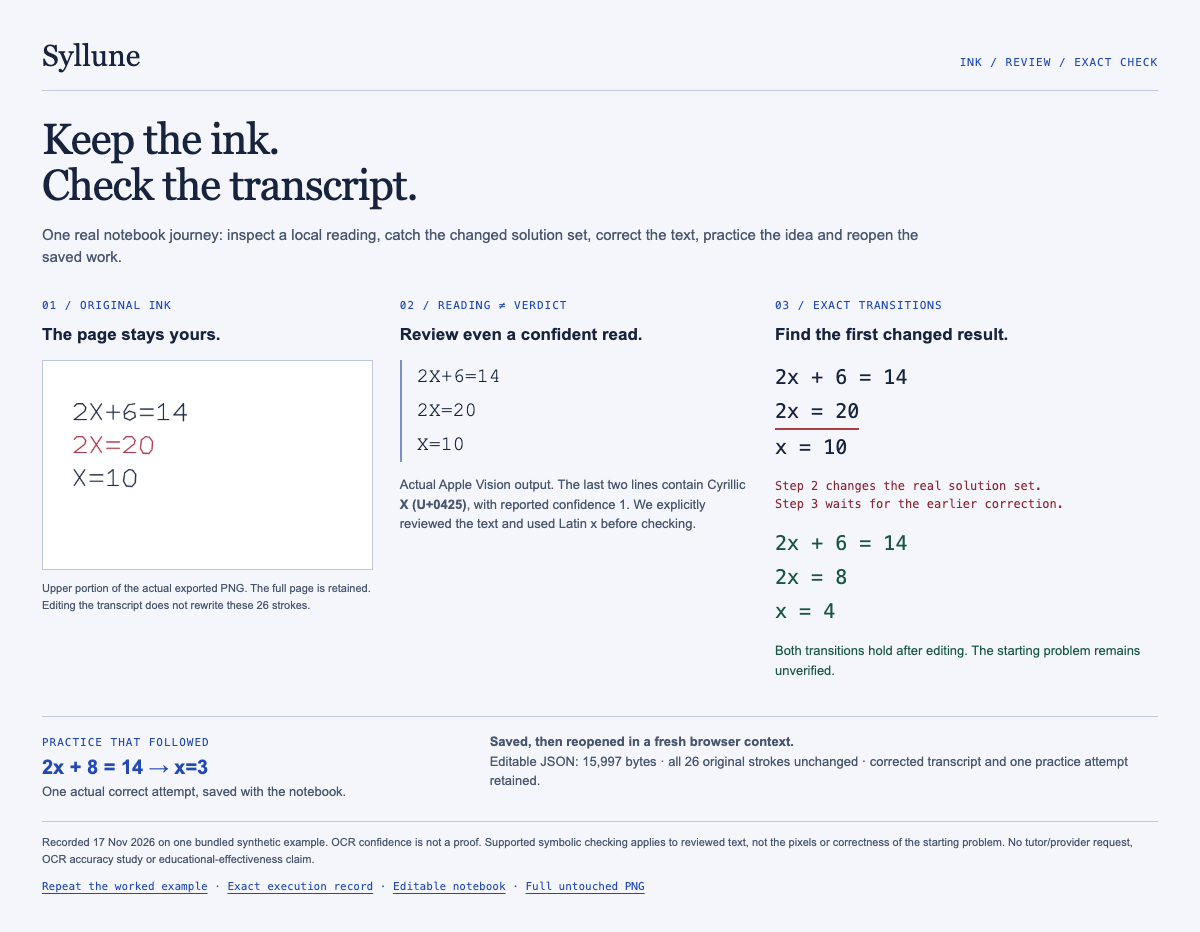 Syllune
INK / REVIEW / EXACT CHECK
Keep the ink.
Check the transcript.
One real notebook journey: inspect a local reading, catch the changed solution set, correct the text, practice the idea and reopen the
saved work.
01 / ORIGINAL INK
The page stays yours.
2X+6=14
2X=20
X=10
Upper portion of the actual exported PNG. The full page is retained.
Editing the transcript does not rewrite these 26 strokes.
02 / READING ≠ VERDICT
Review even a confident read.
2X+6=14
2Х=20
Х=10
Actual Apple Vision output. The last two lines contain Cyrillic
Х (U+0425), with reported confidence 1. We explicitly
reviewed the text and used Latin x before checking.
03 / EXACT TRANSITIONS
Find the first changed result.
2x + 6 = 14
2x = 20
x = 10
Step 2 changes the real solution set.
Step 3 waits for the earlier correction.
2x + 6 = 14
2x = 8
x = 4
Both transitions hold after editing. The starting problem remains
unverified.
PRACTICE THAT FOLLOWED
2x + 8 = 14 → x=3
One actual correct attempt, saved with the notebook.
Saved, then reopened in a fresh browser context.
Editable JSON: 15,997 bytes · all 26 original strokes unchanged · corrected transcript and one practice attempt
retained.
Recorded 17 Nov 2026 on one bundled synthetic example. OCR confidence is not a proof. Supported symbolic checking applies to reviewed text, not the pixels or correctness of the starting problem. No tutor/provider request,
OCR accuracy study or educational-effectiveness claim.
Repeat the worked example · Exact execution record · Editable notebook · Full untouched PNG